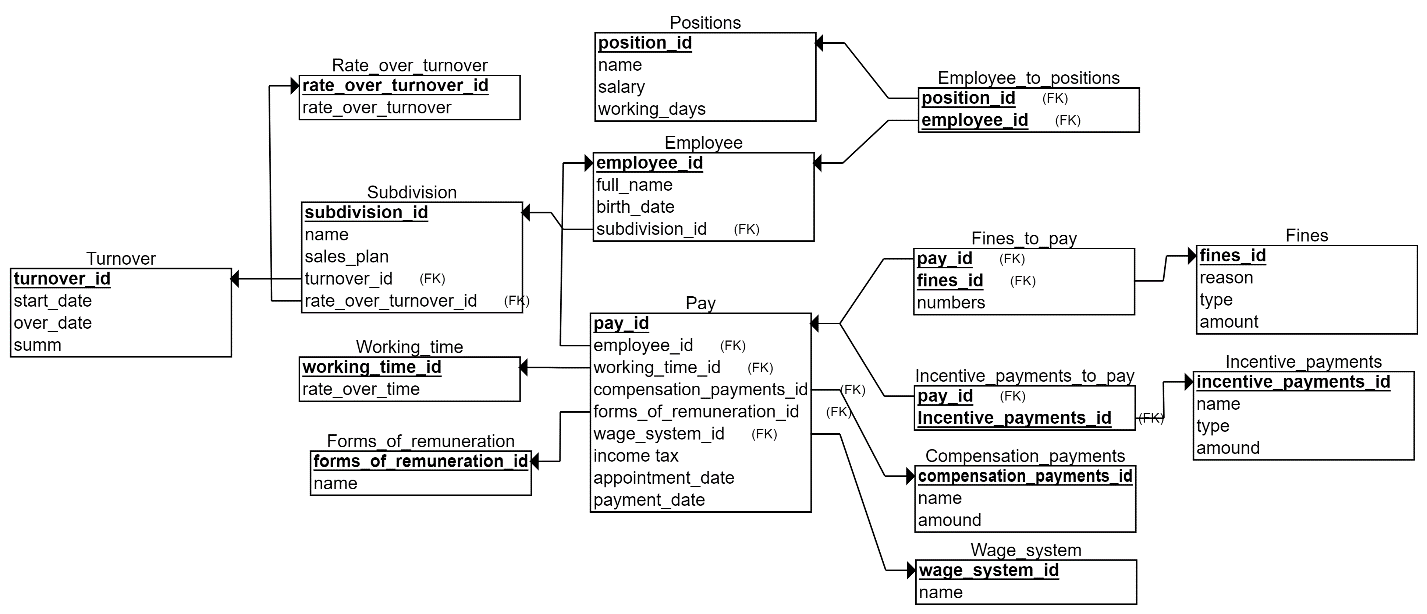 Positions
position_id
name
salary
working_days
Rate_over_turnover
rate_over_turnover_id
rate_over_turnover
Employee_to_positions
position_id (FK)
employee_id (FK)
Employee
employee_id
full_name
birth_date
subdivision_id (FK)
Subdivision
subdivision_id
name
sales_plan
turnover_id (FK)
rate_over_turnover_id (FK)
Turnover
turnover_id
start_date
over_date
summ
Fines_to_pay
pay_id (FK)
fines_id (FK)
numbers
Fines
fines_id
reason
type
amount
Pay
pay_id
employee_id (FK)
working_time_id (FK)
compensation_payments_id (FK)
forms_of_remuneration_id (FK)
wage_system_id (FK)
income tax
appointment_date
payment_date
Working_time
working_time_id
rate_over_time
Incentive_payments_to_pay
pay_id (FK)
Incentive_payments_id (FK)
Incentive_payments
incentive_payments_id
name
type
amound
Forms_of_remuneration
forms_of_remuneration_id
name
Compensation_payments
compensation_payments_id
name
amound
Wage_system
wage_system_id
name